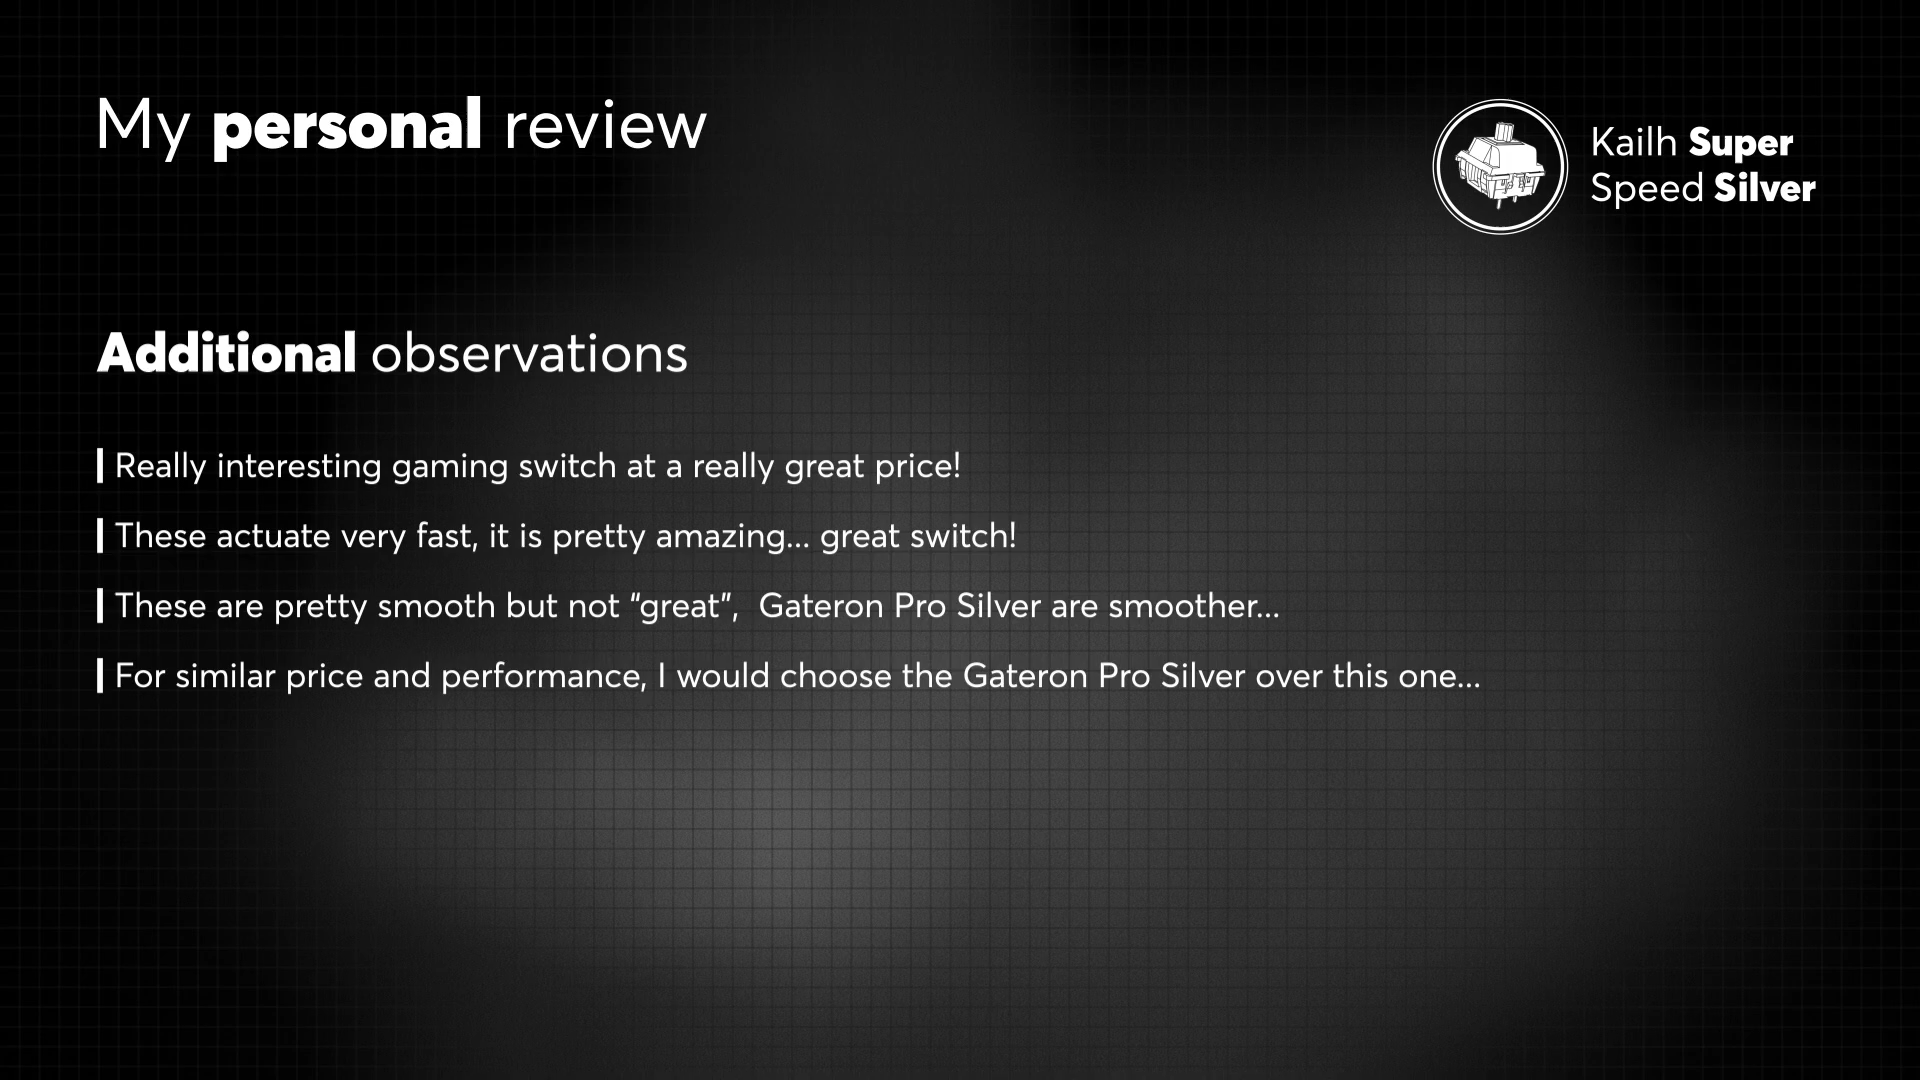 My personal review
Kailh Super
Speed Silver
Additional observations
Really interesting gaming switch at a really great price!
These actuate very fast, it is pretty amazing... great switch!
These are pretty smooth but not “great”,  Gateron Pro Silver are smoother...
For similar price and performance, I would choose the Gateron Pro Silver over this one...